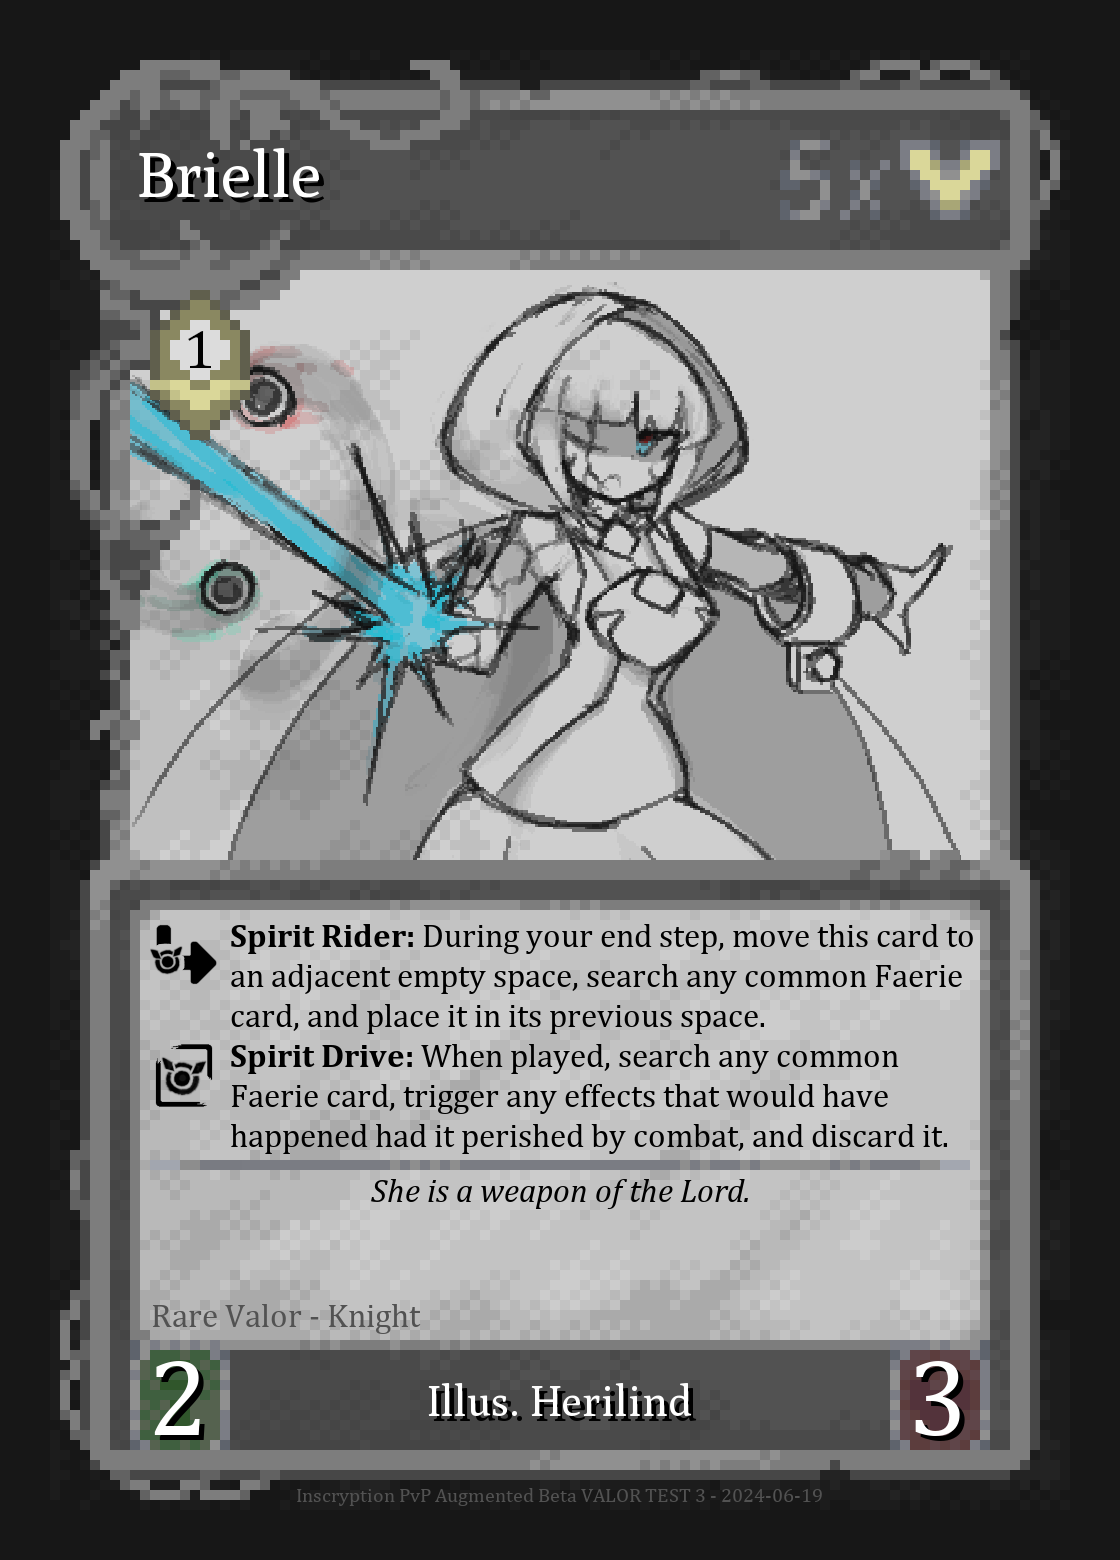 Brielle
5x
1
Spirit Rider: During your end step, move this card to
an adjacent empty space, search any common Faerie
card, and place it in its previous space.
Spirit Drive: When played, search any common
Faerie card, trigger any effects that would have
happened had it perished by combat, and discard it.
She is a weapon of the Lord.
Rare Valor - Knight
2
Illus. Herilind
3
Inscryption PvP Augmented Beta VALOR TEST 3 - 2024-06-19